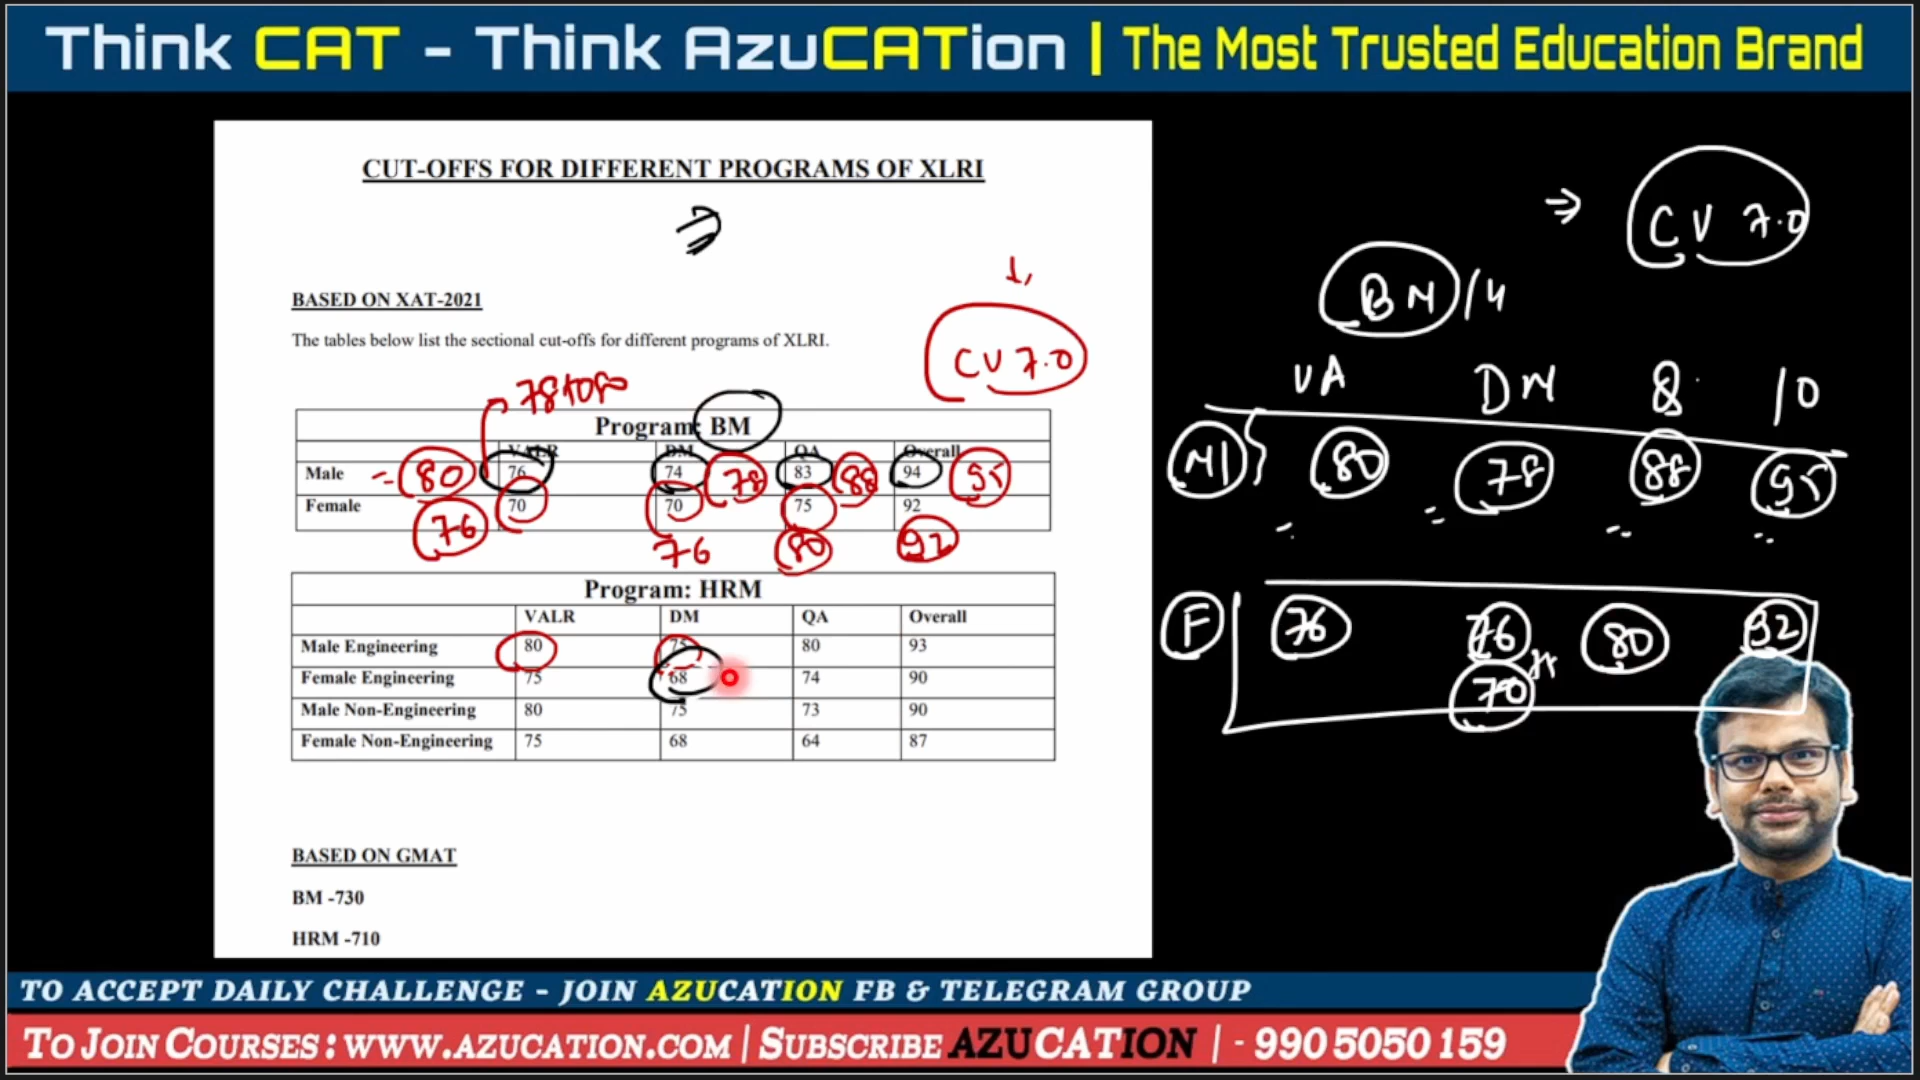 Think CAT - Think AzuCATion | The Most Trusted Education Brand
CUT-OFFS FOR DIFFERENT PROGRAMS OF XLRI
BASED ON XAT-2021
The tables below list the sectional cut-offs for different programs of XLRI.
CV 7.0
Program: BM
VALR DM QA Overall
Male = 80 76 74 78 83 88 94 95
Female 70 70 75 92
76 76 80 92
Program: HRM
VALR DM QA Overall
Male Engineering 80 75 80 93
Female Engineering 75 68 74 90
Male Non-Engineering 80 75 73 90
Female Non-Engineering 75 68 64 87
BASED ON GMAT
BM -730
HRM -710
⇒ CV 7.0
VA DM Q
80 78 88 95
F 76 76 80 92
70
TO ACCEPT DAILY CHALLENGE - JOIN AZUCATION FB & TELEGRAM GROUP
TO JOIN COURSES : WWW.AZUCATION.COM | SUBSCRIBE AZUCATION | - 990 5050 159